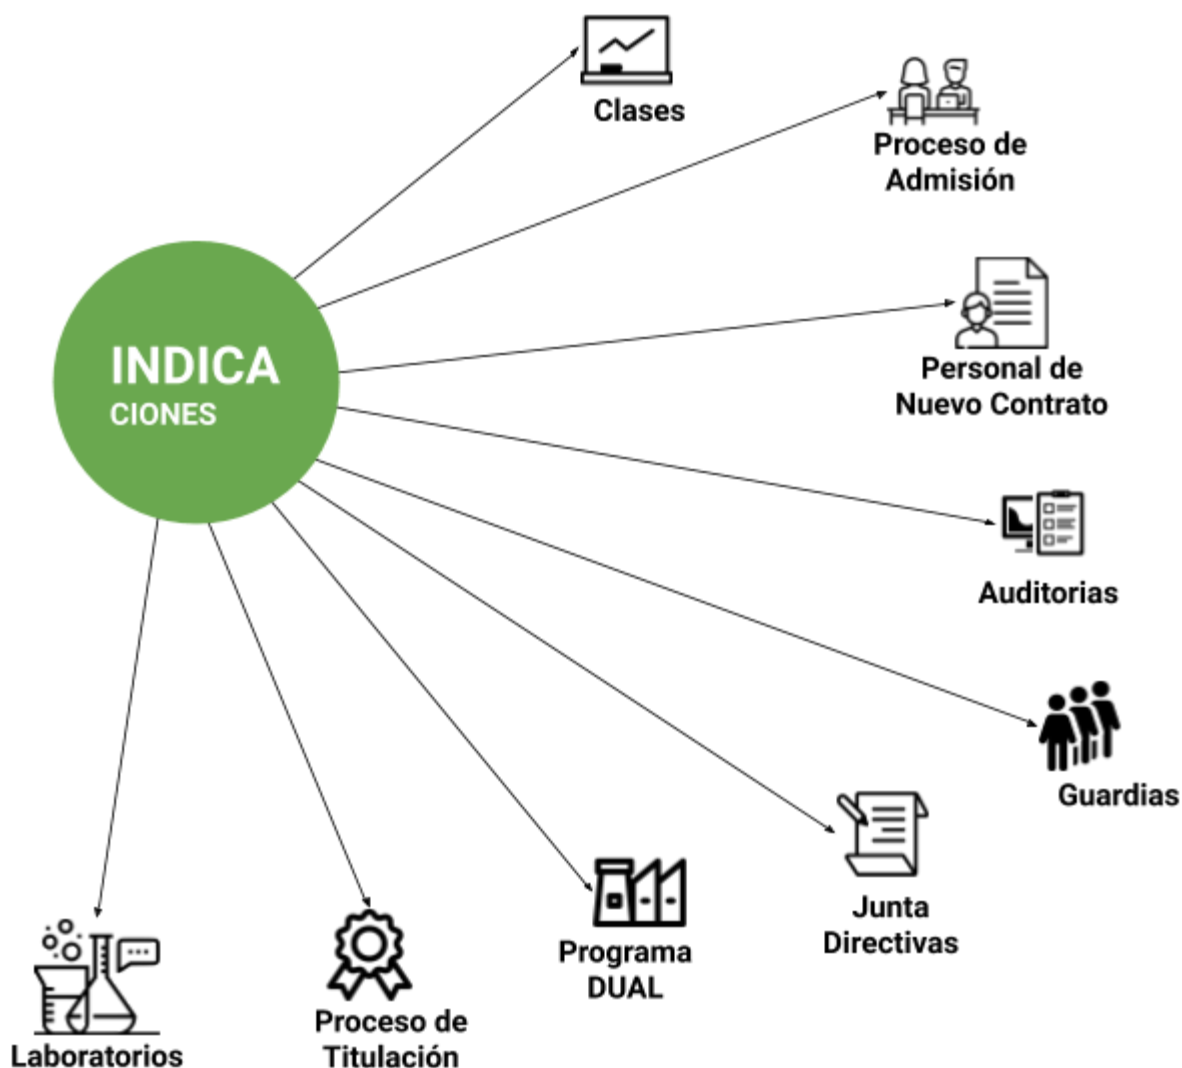 Clases
Proceso de
Admisión
INDICA
CIONES
Personal de
Nuevo Contrato
Auditorias
Guardias
Junta
Directivas
Programa
DUAL
Proceso de
Titulación
Laboratorios